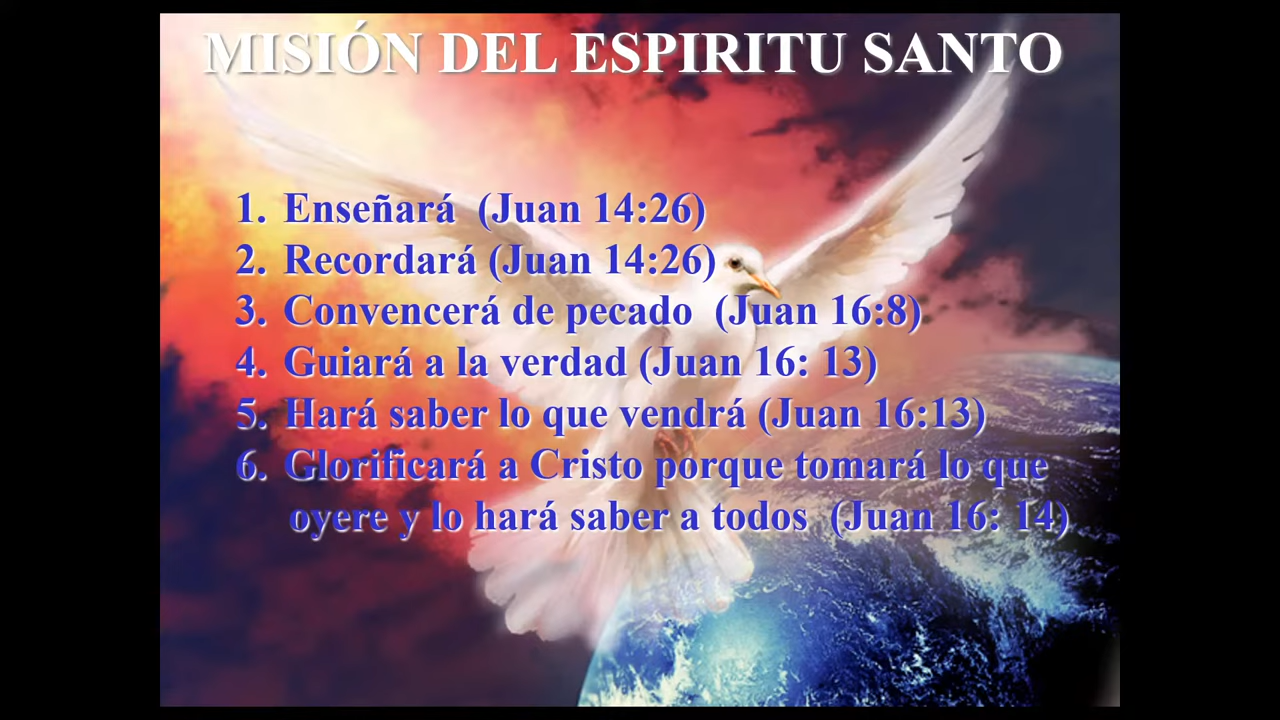 MISIÓN DEL ESPIRITU SANTO
1. Enseñará (Juan 14:26)
2. Recordará (Juan 14:26)
3. Convencerá de pecado (Juan 16:8)
4. Guiará a la verdad (Juan 16: 13)
5. Hará saber lo que vendrá (Juan 16:13)
6. Glorificará a Cristo porque tomará lo que
oyere y lo hará saber a todos (Juan 16: 14)